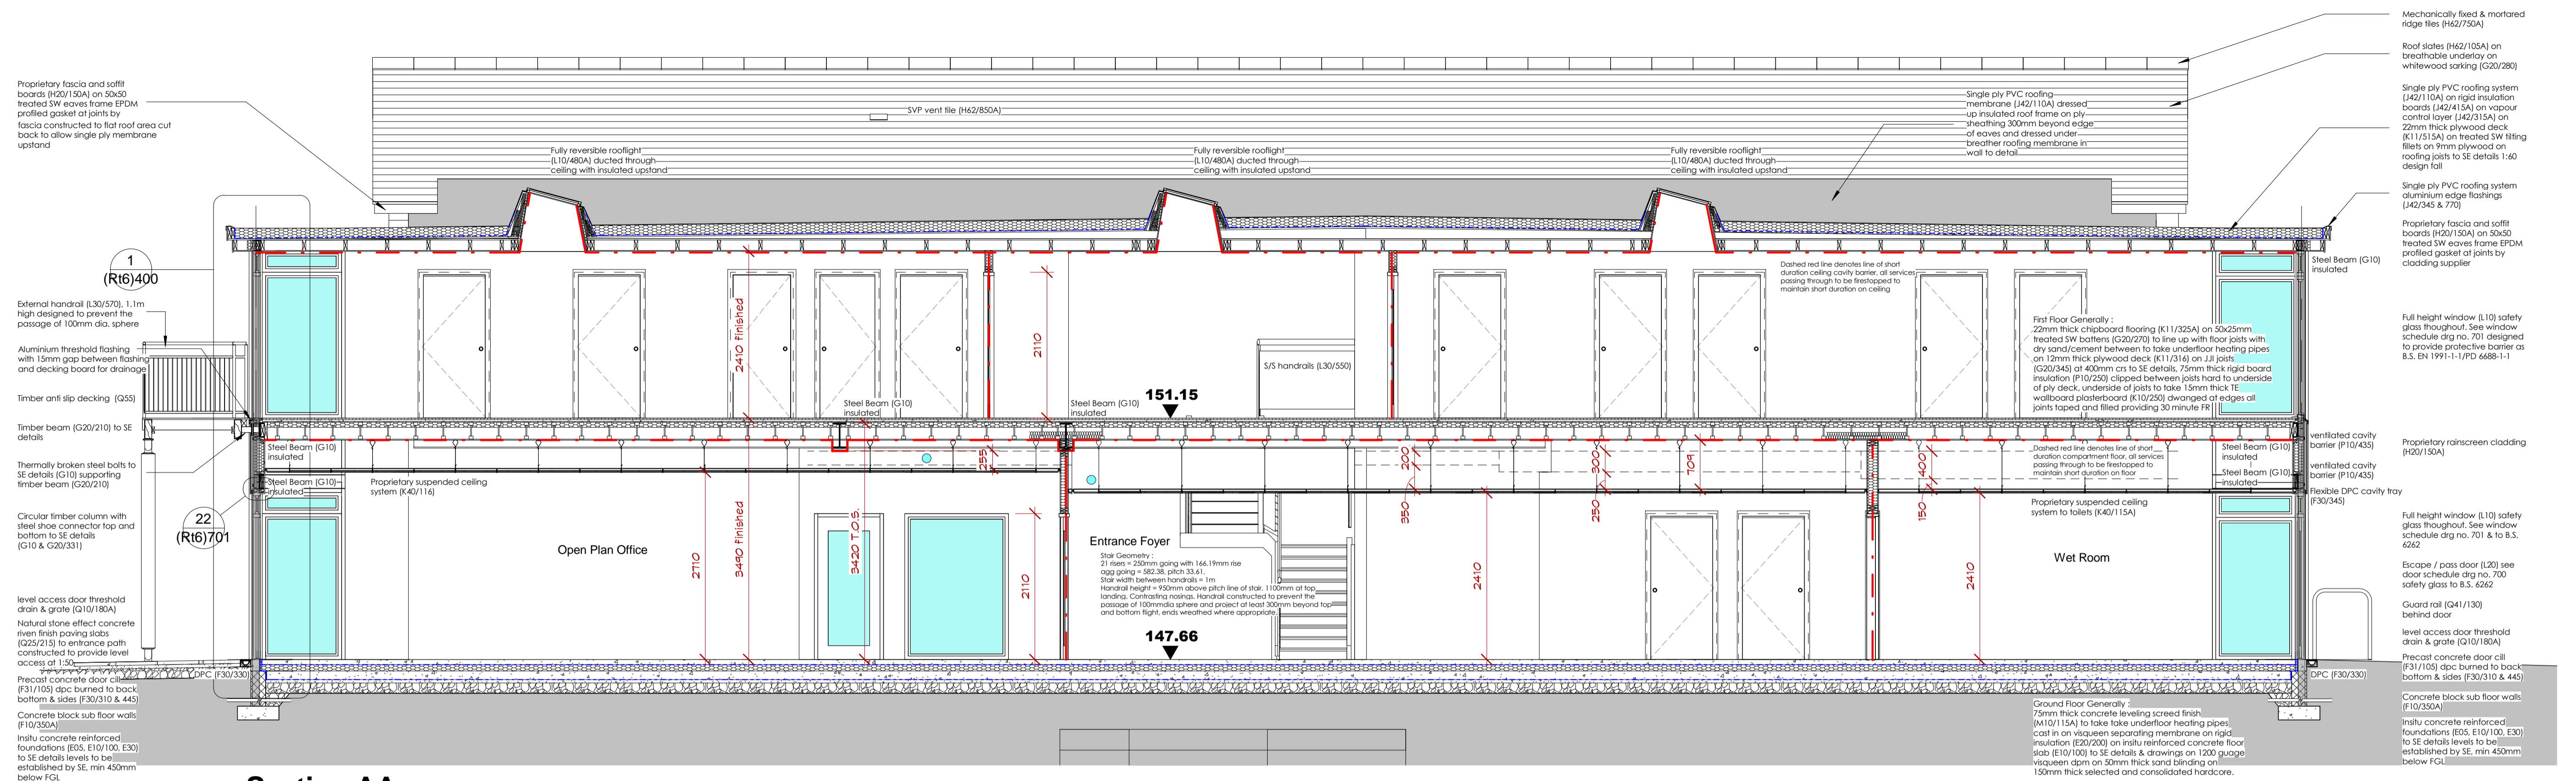 Proprietary fascia and soffit
boards (H20/150A) on 50x50
treated SW eaves frame EPDM
profiled gasket at joints by
fascia constructed to flat roof area cut
back to allow single ply membrane
upstand
1
(Rt6)400
External handrail (L30/570), 1.1m
high designed to prevent the
passage of 100mm dia. sphere
Aluminium threshold flashing
with 15mm gap between flashing
and decking board for drainage
Timber anti slip decking (Q55)
Timber beam (G20/210) to SE
details
Thermally broken steel bolts to
SE details (G10) supporting
timber beam (G20/210)
22
(Rt6)701
Circular timber column with
steel shoe connector top and
bottom to SE details
(G10 & G20/331)
level access door threshold
drain & grate (Q10/180A)
Natural stone effect concrete
riven finish paving slabs
(Q25/215) to entrance path
constructed to provide level
access at 1:50
DPC (F30/330)
Precast concrete door cill
(F31/105) dpc burned to back
bottom & sides (F30/310 & 445)
Concrete block sub floor walls
(F10/350A)
Insitu concrete reinforced
foundations (E05, E10/100, E30)
to SE details levels to be
established by SE, min 450mm
below FGL
SVP vent tile (H62/850A)
Fully reversible rooflight
(L10/480A) ducted through
ceiling with insulated upstand
Fully reversible rooflight
(L10/480A) ducted through
ceiling with insulated upstand
Fully reversible rooflight
(L10/480A) ducted through
ceiling with insulated upstand
Single ply PVC roofing
membrane (J42/110A) dressed
up insulated roof frame on ply
sheathing 300mm beyond edge
of eaves and dressed under
breather roofing membrane in
wall to detail
2410 finished
2110
S/S handrails (L30/550)
151.15
Dashed red line denotes line of short
duration ceiling cavity barrier, all services
passing through to be firestopped to
maintain short duration on ceiling
First Floor Generally :
22mm thick chipboard flooring (K11/325A) on 50x25mm
treated SW battens (G20/270) to line up with floor joists with
dry sand/cement between to take underfloor heating pipes
on 12mm thick plywood deck (K11/316) on JJI joists
(G20/345) at 400mm crs to SE details, 75mm thick rigid board
insulation (P10/250) clipped between joists hard to underside
of ply deck, underside of joists to take 15mm thick TE
wallboard plasterboard (K10/250) dwanged at edges all
joints taped and filled providing 30 minute FR
Steel Beam (G10)
insulated
Steel Beam (G10)
insulated
Steel Beam (G10)
insulated
Steel Beam (G10)
insulated
Proprietary suspended ceiling
system (K40/116)
255
200
350
300
250
709
400
150
Dashed red line denotes line of short
duration compartment floor, all services
passing through to be firestopped to
maintain short duration on floor
Steel Beam (G10)
insulated
Steel Beam (G10)
insulated
Proprietary suspended ceiling
system to toilets (K40/115A)
Open Plan Office
2710
3490 finished
3420 T.O.S.
2110
Entrance Foyer
Stair Geometry :
21 risers = 250mm going with 166.19mm rise
agg going = 582.38, pitch 33.61.
Stair width between handrails = 1m
Handrail height = 950mm above pitch line of stair, 1100mm at top
landing. Contrasting nosings. Handrail constructed to prevent the
passage of 100mmdia sphere and project at least 300mm beyond top
and bottom flight, ends wreathed where appropriate.
147.66
2410
2410
Wet Room
Ground Floor Generally :
75mm thick concrete leveling screed finish
(M10/115A) to take take underfloor heating pipes
cast in on visqueen separating membrane on rigid
insulation (E20/200) on insitu reinforced concrete floor
slab (E10/100) to SE details & drawings on 1200 guage
visqueen dpm on 50mm thick sand blinding on
150mm thick selected and consolidated hardcore.
Steel Beam (G10)
insulated
ventilated cavity
barrier (P10/435)
ventilated cavity
barrier (P10/435)
Flexible DPC cavity tray
(F30/345)
DPC (F30/330)
Mechanically fixed & mortared
ridge tiles (H62/750A)
Roof slates (H62/105A) on
breathable underlay on
whitewood sarking (G20/280)
Single ply PVC roofing system
(J42/110A) on rigid insulation
boards (J42/415A) on vapour
control layer (J42/315A) on
22mm thick plywood deck
(K11/515A) on treated SW tilting
fillets on 9mm plywood on
roofing joists to SE details 1:60
design fall
Single ply PVC roofing system
aluminium edge flashings
(J42/345 & 770)
Proprietary fascia and soffit
boards (H20/150A) on 50x50
treated SW eaves frame EPDM
profiled gasket at joints by
cladding supplier
Full height window (L10) safety
glass thoughout. See window
schedule drg no. 701 designed
to provide protective barrier as
B.S. EN 1991-1-1/PD 6688-1-1
Proprietary rainscreen cladding
(H20/150A)
Full height window (L10) safety
glass thoughout. See window
schedule drg no. 701 & to B.S.
6262
Escape / pass door (L20) see
door schedule drg no. 700
safety glass to B.S. 6262
Guard rail (Q41/130)
behind door
level access door threshold
drain & grate (Q10/180A)
Precast concrete door cill
(F31/105) dpc burned to back
bottom & sides (F30/310 & 445)
Concrete block sub floor walls
(F10/350A)
Insitu concrete reinforced
foundations (E05, E10/100, E30)
to SE details levels to be
established by SE, min 450mm
below FGL